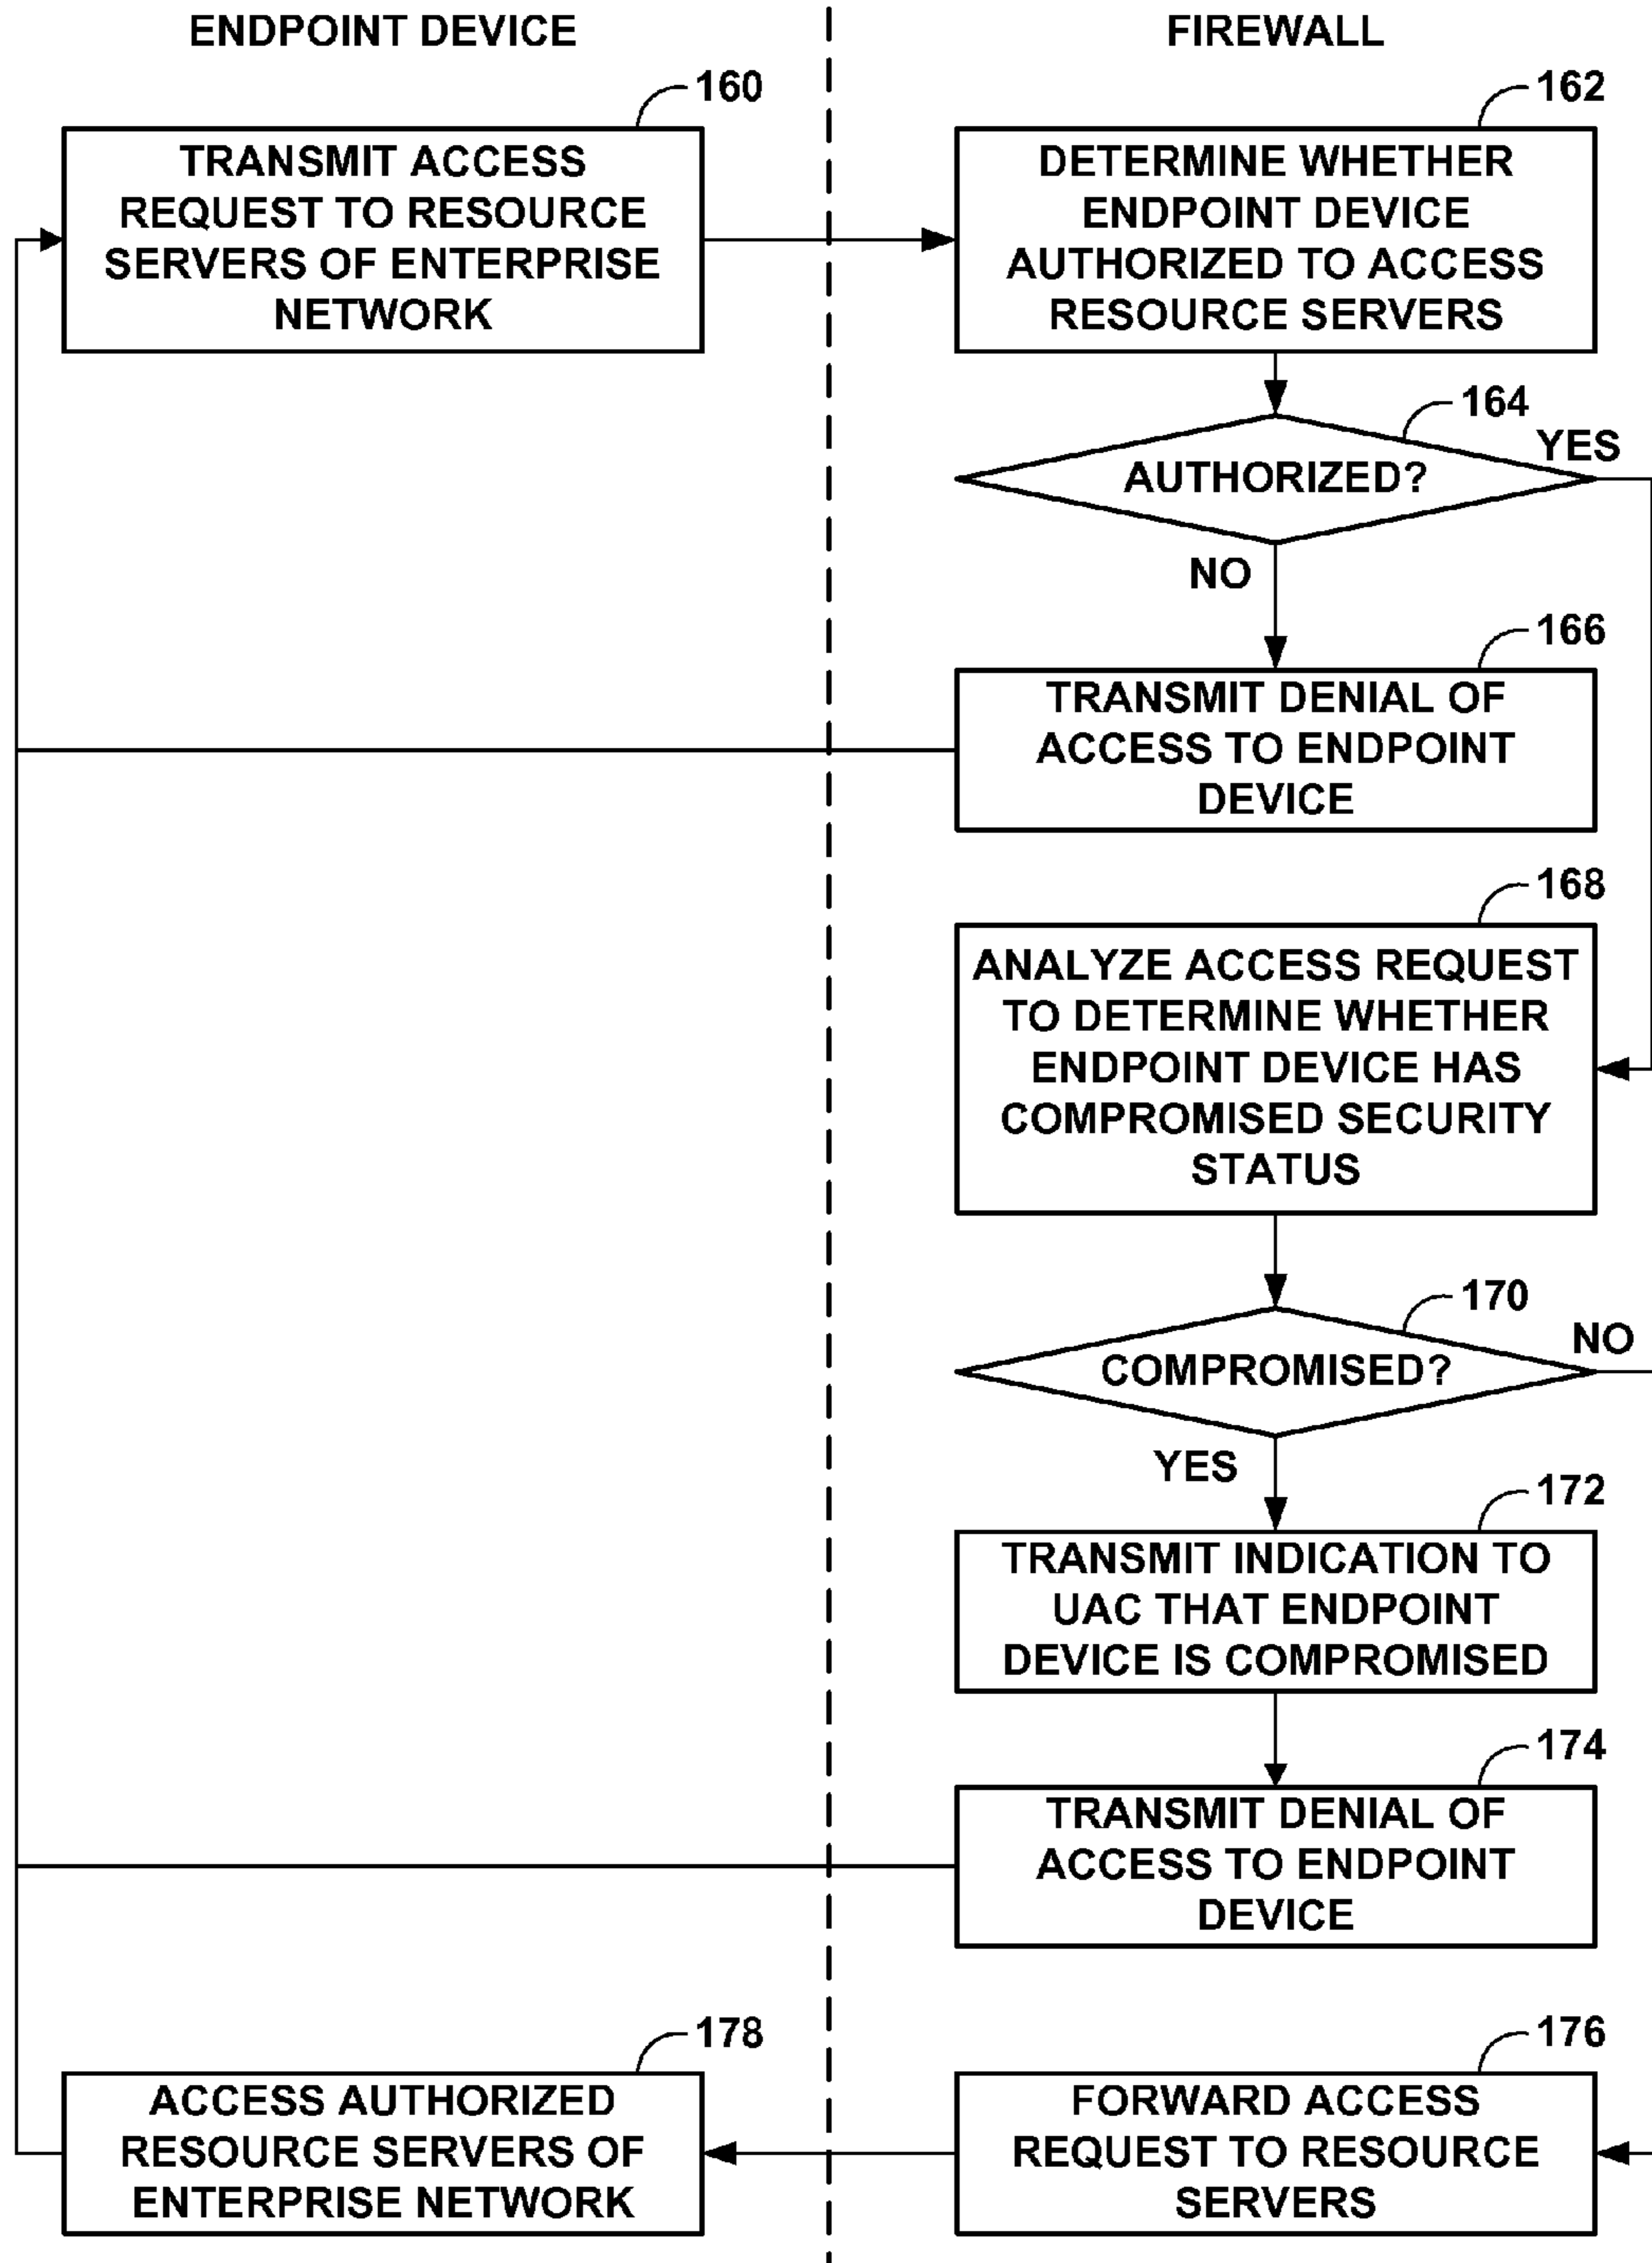 ENDPOINT DEVICE
FIREWALL
160
TRANSMIT ACCESS
REQUEST TO RESOURCE
SERVERS OF ENTERPRISE
NETWORK
162
DETERMINE WHETHER
ENDPOINT DEVICE
AUTHORIZED TO ACCESS
RESOURCE SERVERS
164
AUTHORIZED?
YES
NO
166
TRANSMIT DENIAL OF
ACCESS TO ENDPOINT
DEVICE
168
ANALYZE ACCESS REQUEST
TO DETERMINE WHETHER
ENDPOINT DEVICE HAS
COMPROMISED SECURITY
STATUS
170
COMPROMISED?
NO
YES
172
TRANSMIT INDICATION TO
UAC THAT ENDPOINT
DEVICE IS COMPROMISED
174
TRANSMIT DENIAL OF
ACCESS TO ENDPOINT
DEVICE
176
FORWARD ACCESS
REQUEST TO RESOURCE
SERVERS
178
ACCESS AUTHORIZED
RESOURCE SERVERS OF
ENTERPRISE NETWORK